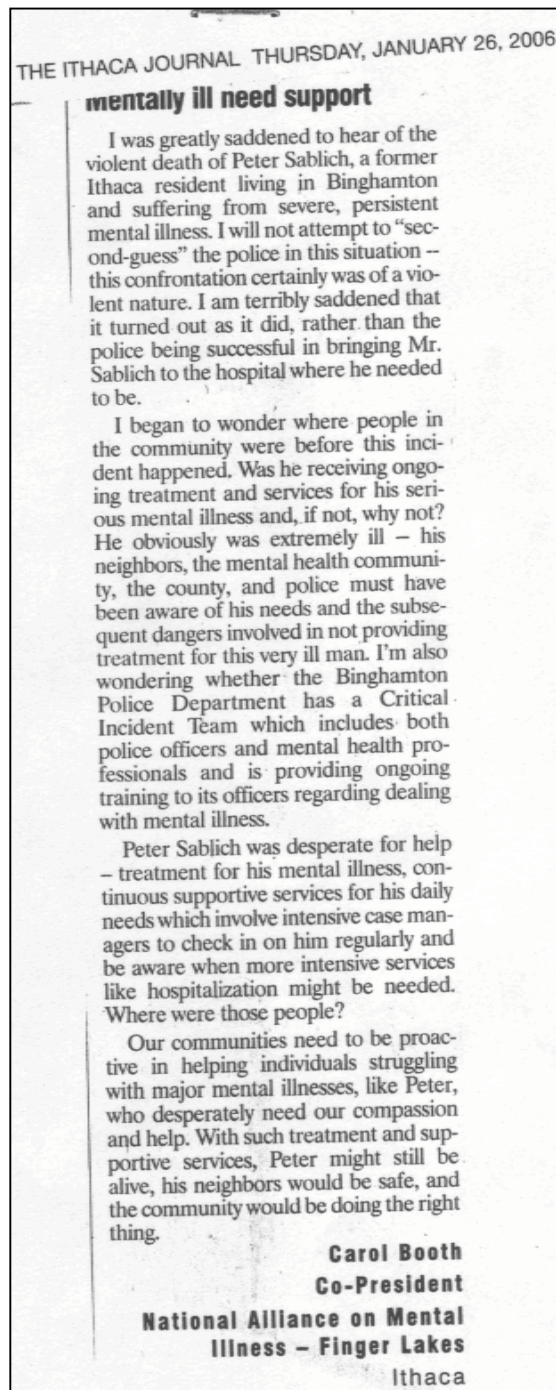 THE ITHACA JOURNAL THURSDAY, JANUARY 26, 2006
Mentally ill need support
I was greatly saddened to hear of the
violent death of Peter Sablich, a former
Ithaca resident living in Binghamton
and suffering from severe, persistent
mental illness. I will not attempt to “sec-
ond-guess” the police in this situation –
this confrontation certainly was of a vio-
lent nature. I am terribly saddened that
it turned out as it did, rather than the
police being successful in bringing Mr.
Sablich to the hospital where he needed
to be.
I began to wonder where people in
the community were before this inci-
dent happened. Was he receiving ongo-
ing treatment and services for his seri-
ous mental illness and, if not, why not?
He obviously was extremely ill – his
neighbors, the mental health communi-
ty, the county, and police must have
been aware of his needs and the subse-
quent dangers involved in not providing
treatment for this very ill man. I’m also
wondering whether the Binghamton
Police Department has a Critical
Incident Team which includes both
police officers and mental health pro-
fessionals and is providing ongoing
training to its officers regarding dealing
with mental illness.
Peter Sablich was desperate for help
– treatment for his mental illness, con-
tinuous supportive services for his daily
needs which involve intensive case man-
agers to check in on him regularly and
be aware when more intensive services
like hospitalization might be needed.
Where were those people?
Our communities need to be proac-
tive in helping individuals struggling
with major mental illnesses, like Peter,
who desperately need our compassion
and help. With such treatment and sup-
portive services, Peter might still be
alive, his neighbors would be safe, and
the community would be doing the right
thing.
Carol Booth
Co-President
National Alliance on Mental
Illness – Finger Lakes
Ithaca